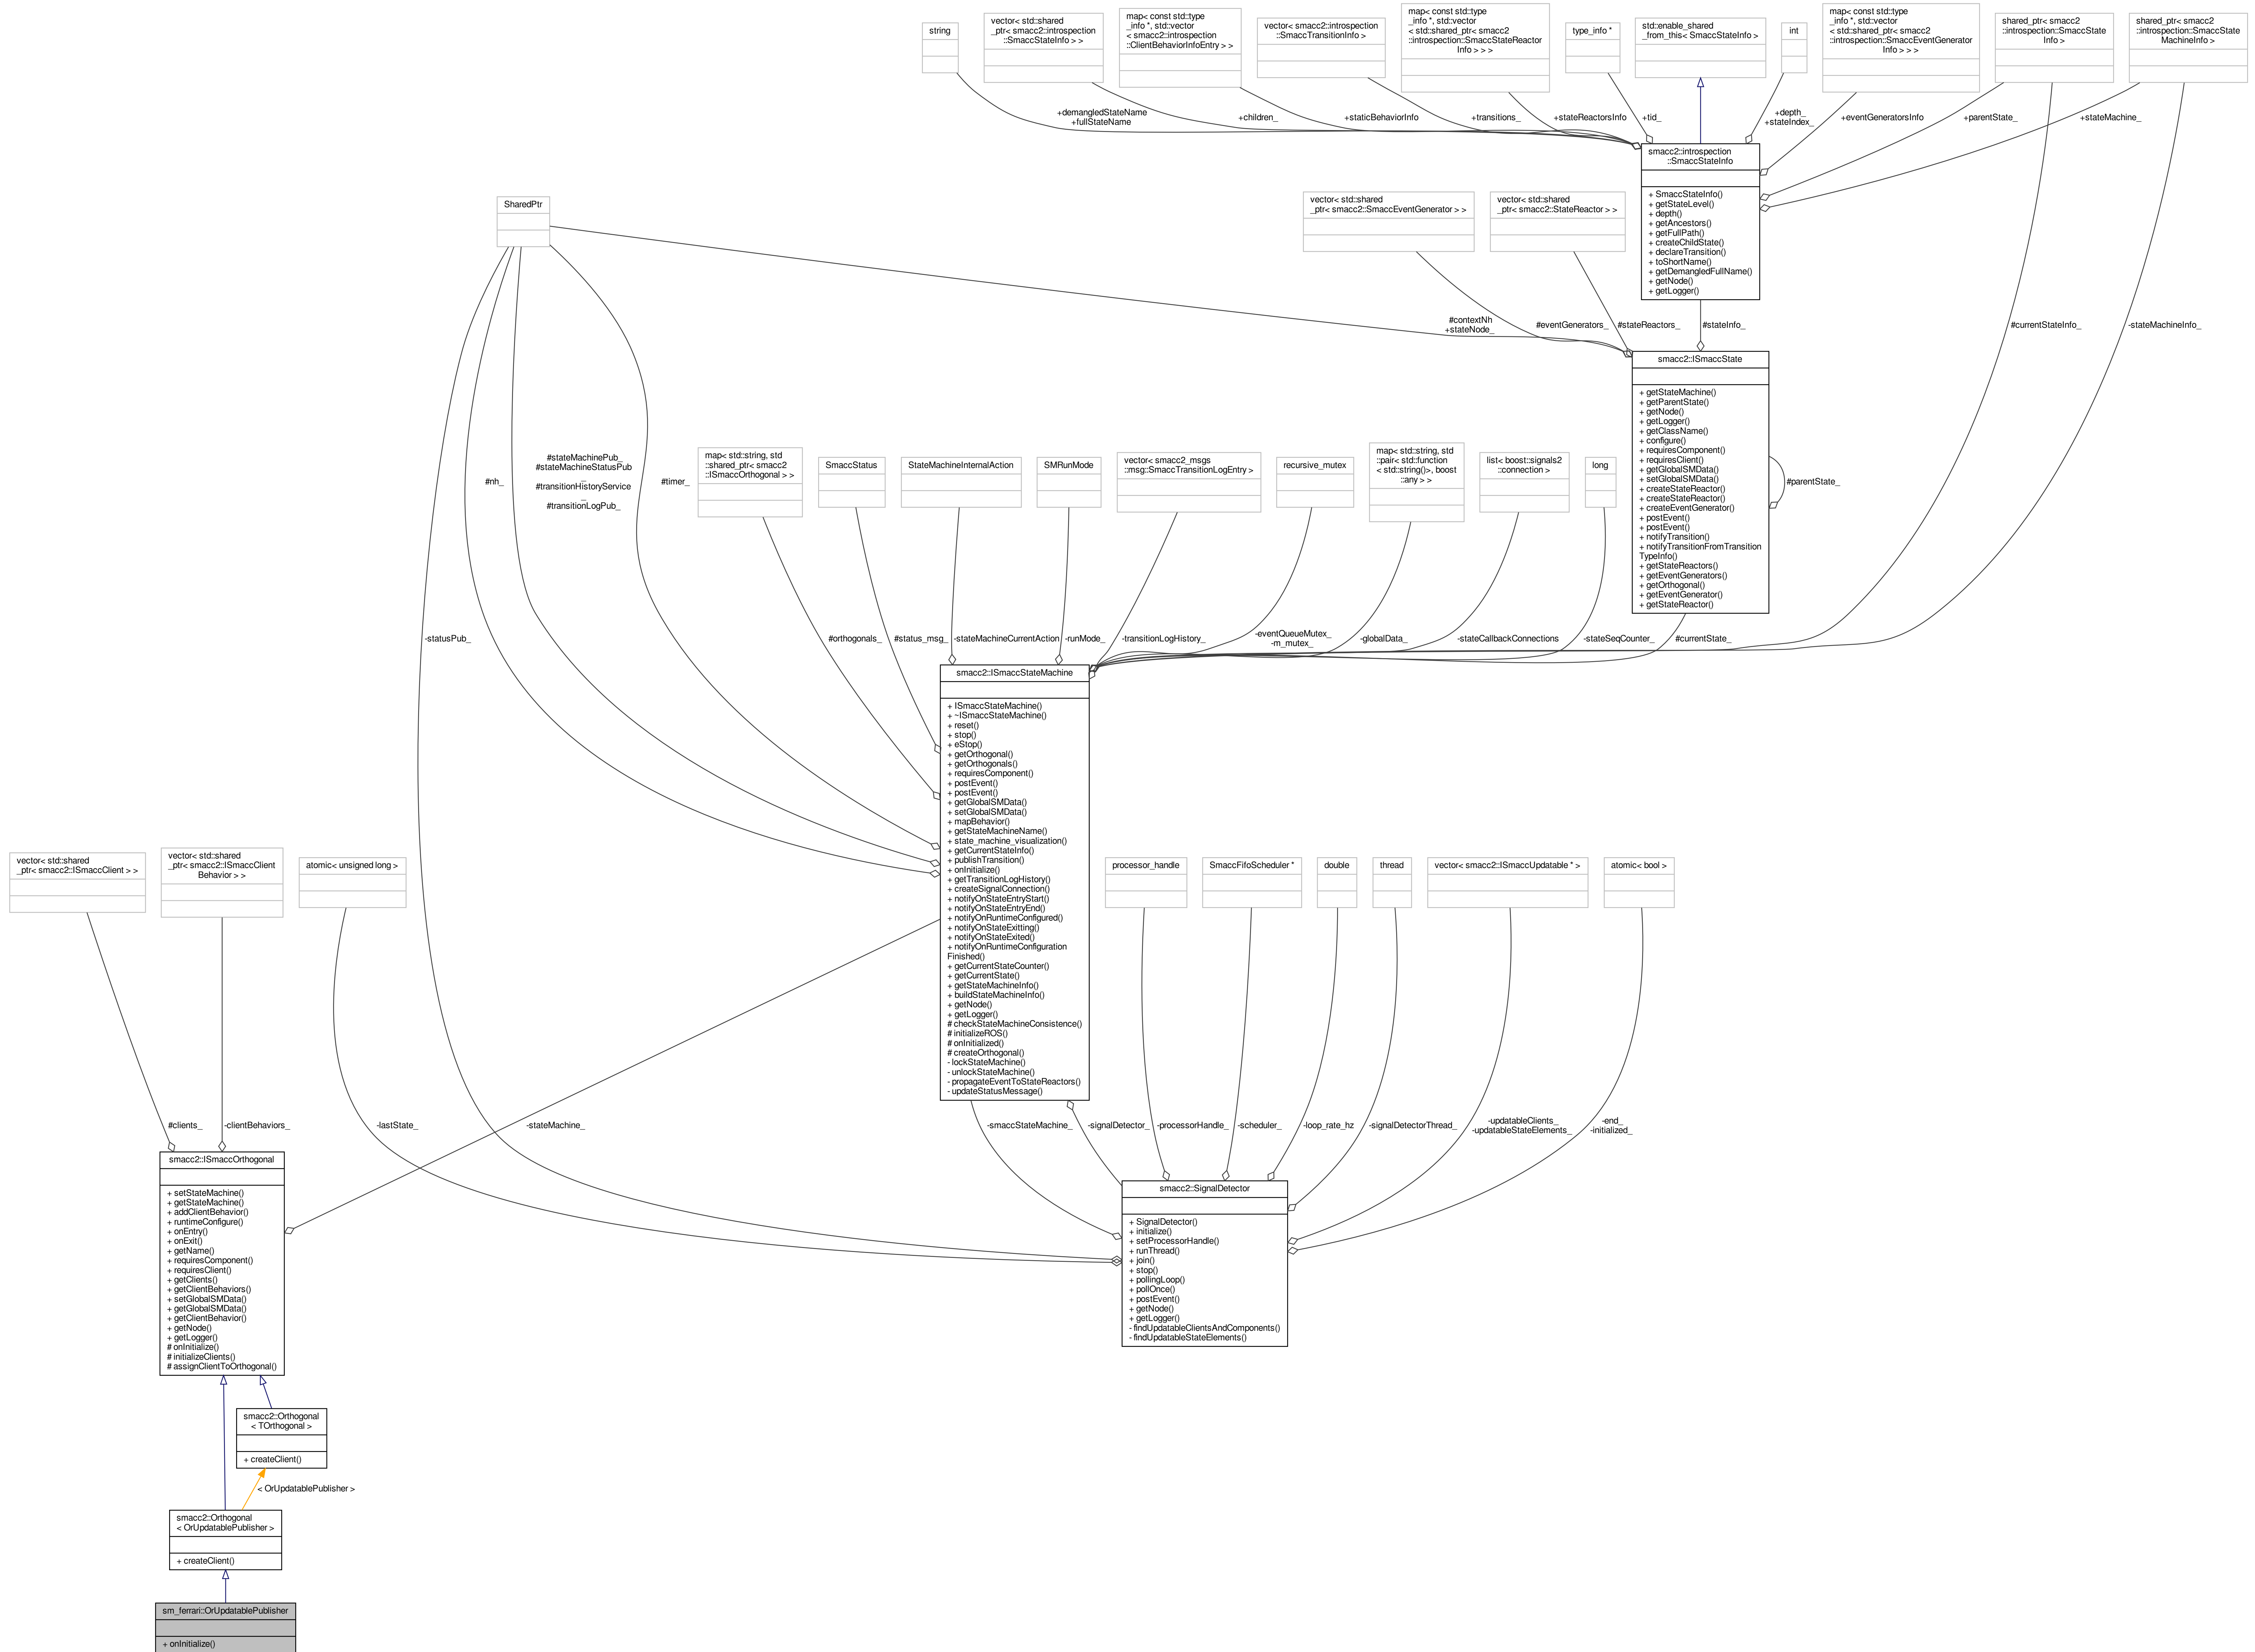 string
vector< std::shared
_ptr< smacc2::introspection
::SmaccStateInfo > >
map< const std::type
_info *, std::vector
< smacc2::introspection
::ClientBehaviorInfoEntry > >
vector< smacc2::introspection
::SmaccTransitionInfo >
map< const std::type
_info *, std::vector
< std::shared_ptr< smacc2
::introspection::SmaccStateReactor
Info > > >
type_info *
std::enable_shared
_from_this< SmaccStateInfo >
int
map< const std::type
_info *, std::vector
< std::shared_ptr< smacc2
::introspection::SmaccEventGenerator
Info > > >
shared_ptr< smacc2
::introspection::SmaccState
Info >
shared_ptr< smacc2
::introspection::SmaccState
MachineInfo >
+demangledStateName
+fullStateName
+children_
+staticBehaviorInfo
+transitions_
+stateReactorsInfo
+tid_
+depth_
+stateIndex_
+eventGeneratorsInfo
+parentState_
+stateMachine_
smacc2::introspection
::SmaccStateInfo
+ SmaccStateInfo()
+ getStateLevel()
+ depth()
+ getAncestors()
+ getFullPath()
+ createChildState()
+ declareTransition()
+ toShortName()
+ getDemangledFullName()
+ getNode()
+ getLogger()
SharedPtr
vector< std::shared
_ptr< smacc2::SmaccEventGenerator > >
vector< std::shared
_ptr< smacc2::StateReactor > >
#contextNh
+stateNode_
#eventGenerators_
#stateReactors_
#stateInfo_
#currentStateInfo_
-stateMachineInfo_
smacc2::ISmaccState
+ getStateMachine()
+ getParentState()
+ getNode()
+ getLogger()
+ getClassName()
+ configure()
+ requiresComponent()
+ requiresClient()
+ getGlobalSMData()
+ setGlobalSMData()
+ createStateReactor()
+ createStateReactor()
+ createEventGenerator()
+ postEvent()
+ postEvent()
+ notifyTransition()
+ notifyTransitionFromTransition
TypeInfo()
+ getStateReactors()
+ getEventGenerators()
+ getOrthogonal()
+ getEventGenerator()
+ getStateReactor()
#parentState_
#nh_
#stateMachinePub_
#stateMachineStatusPub
_
#transitionHistoryService
_
#transitionLogPub_
#timer_
map< std::string, std
::shared_ptr< smacc2
::ISmaccOrthogonal > >
SmaccStatus
StateMachineInternalAction
SMRunMode
vector< smacc2_msgs
::msg::SmaccTransitionLogEntry >
recursive_mutex
map< std::string, std
::pair< std::function
< std::string()>, boost
::any > >
list< boost::signals2
::connection >
long
-statusPub_
#orthogonals_
#status_msg_
-stateMachineCurrentAction
-runMode_
-transitionLogHistory_
-eventQueueMutex_
-m_mutex_
-globalData_
-stateCallbackConnections
-stateSeqCounter_
#currentState_
smacc2::ISmaccStateMachine
+ ISmaccStateMachine()
+ ~ISmaccStateMachine()
+ reset()
+ stop()
+ eStop()
+ getOrthogonal()
+ getOrthogonals()
+ requiresComponent()
+ postEvent()
+ postEvent()
+ getGlobalSMData()
+ setGlobalSMData()
+ mapBehavior()
+ getStateMachineName()
+ state_machine_visualization()
+ getCurrentStateInfo()
+ publishTransition()
+ onInitialize()
+ getTransitionLogHistory()
+ createSignalConnection()
+ notifyOnStateEntryStart()
+ notifyOnStateEntryEnd()
+ notifyOnRuntimeConfigured()
+ notifyOnStateExitting()
+ notifyOnStateExited()
+ notifyOnRuntimeConfiguration
Finished()
+ getCurrentStateCounter()
+ getCurrentState()
+ getStateMachineInfo()
+ buildStateMachineInfo()
+ getNode()
+ getLogger()
# checkStateMachineConsistence()
# initializeROS()
# onInitialized()
# createOrthogonal()
- lockStateMachine()
- unlockStateMachine()
- propagateEventToStateReactors()
- updateStatusMessage()
vector< std::shared
_ptr< smacc2::ISmaccClient > >
vector< std::shared
_ptr< smacc2::ISmaccClient
Behavior > >
atomic< unsigned long >
processor_handle
SmaccFifoScheduler *
double
thread
vector< smacc2::ISmaccUpdatable * >
atomic< bool >
#clients_
-clientBehaviors_
-lastState_
-stateMachine_
-smaccStateMachine_
-signalDetector_
-processorHandle_
-scheduler_
-loop_rate_hz
-signalDetectorThread_
-updatableClients_
-updatableStateElements_
-end_
-initialized_
smacc2::ISmaccOrthogonal
+ setStateMachine()
+ getStateMachine()
+ addClientBehavior()
+ runtimeConfigure()
+ onEntry()
+ onExit()
+ getName()
+ requiresComponent()
+ requiresClient()
+ getClients()
+ getClientBehaviors()
+ setGlobalSMData()
+ getGlobalSMData()
+ getClientBehavior()
+ getNode()
+ getLogger()
# onInitialize()
# initializeClients()
# assignClientToOrthogonal()
smacc2::SignalDetector
+ SignalDetector()
+ initialize()
+ setProcessorHandle()
+ runThread()
+ join()
+ stop()
+ pollingLoop()
+ pollOnce()
+ postEvent()
+ getNode()
+ getLogger()
- findUpdatableClientsAndComponents()
- findUpdatableStateElements()
smacc2::Orthogonal
< TOrthogonal >
+ createClient()
< OrUpdatablePublisher >
smacc2::Orthogonal
< OrUpdatablePublisher >
+ createClient()
sm_ferrari::OrUpdatablePublisher
+ onInitialize()